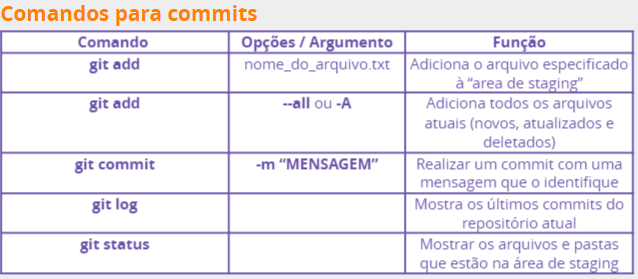 Comandos para commits
Comando Opções / Argumento Função
git add nome_do_arquivo.txt Adiciona o arquivo especificado
à “area de staging”
git add --all ou -A Adiciona todos os arquivos
atuais (novos, atualizados e
deletados)
git commit -m “MENSAGEM” Realizar um commit com uma
mensagem que o identifique
git log Mostra os últimos commits do
repositório atual
git status Mostrar os arquivos e pastas
que estão na área de staging